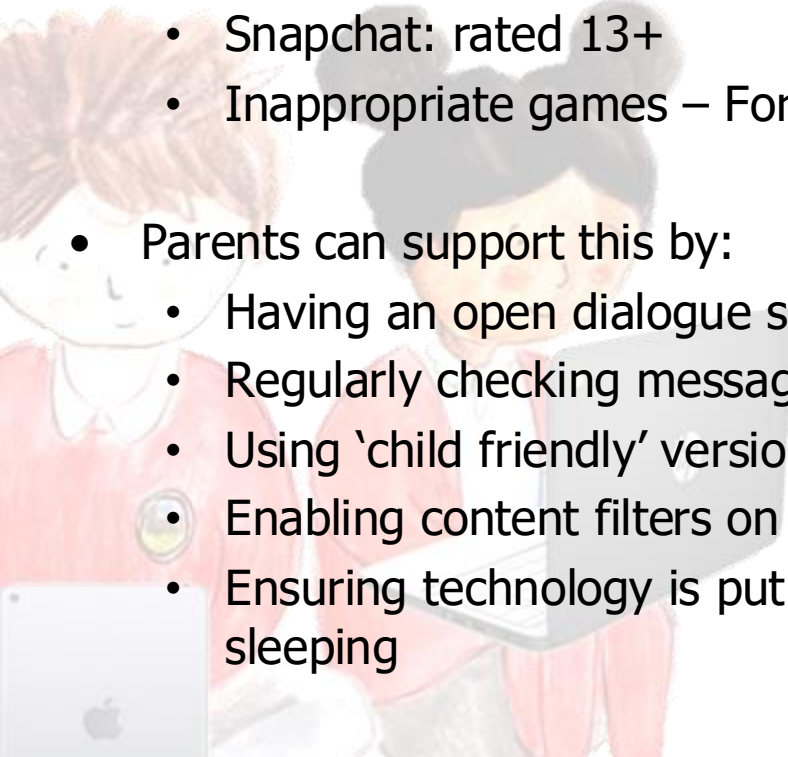 • Snapchat: rated 13+
• Inappropriate games – For
• Parents can support this by:
• Having an open dialogue s
• Regularly checking messag
• Using ‘child friendly’ versio
• Enabling content filters on
• Ensuring technology is put
sleeping